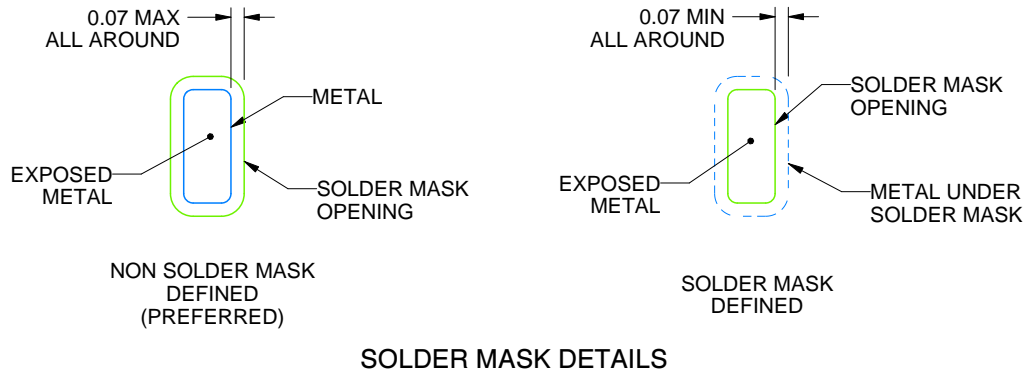 0.07 MAX
ALL AROUND
METAL
EXPOSED
METAL
SOLDER MASK
OPENING
NON SOLDER MASK
DEFINED
(PREFERRED)
0.07 MIN
ALL AROUND
SOLDER MASK
OPENING
EXPOSED
METAL
METAL UNDER
SOLDER MASK
SOLDER MASK
DEFINED
SOLDER MASK DETAILS